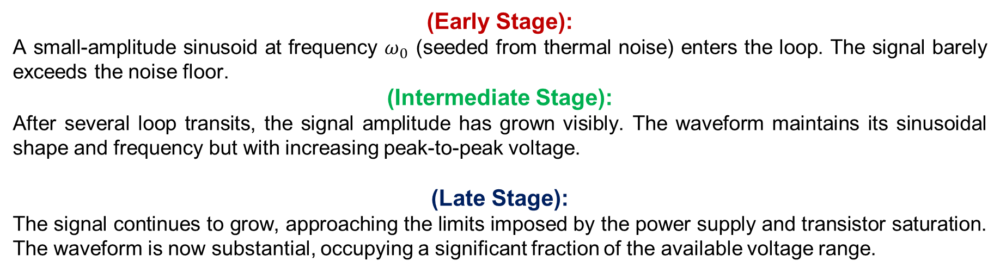 (Early Stage):
A small-amplitude sinusoid at frequency ω₀ (seeded from thermal noise) enters the loop. The signal barely
exceeds the noise floor.
(Intermediate Stage):
After several loop transits, the signal amplitude has grown visibly. The waveform maintains its sinusoidal
shape and frequency but with increasing peak-to-peak voltage.
(Late Stage):
The signal continues to grow, approaching the limits imposed by the power supply and transistor saturation.
The waveform is now substantial, occupying a significant fraction of the available voltage range.